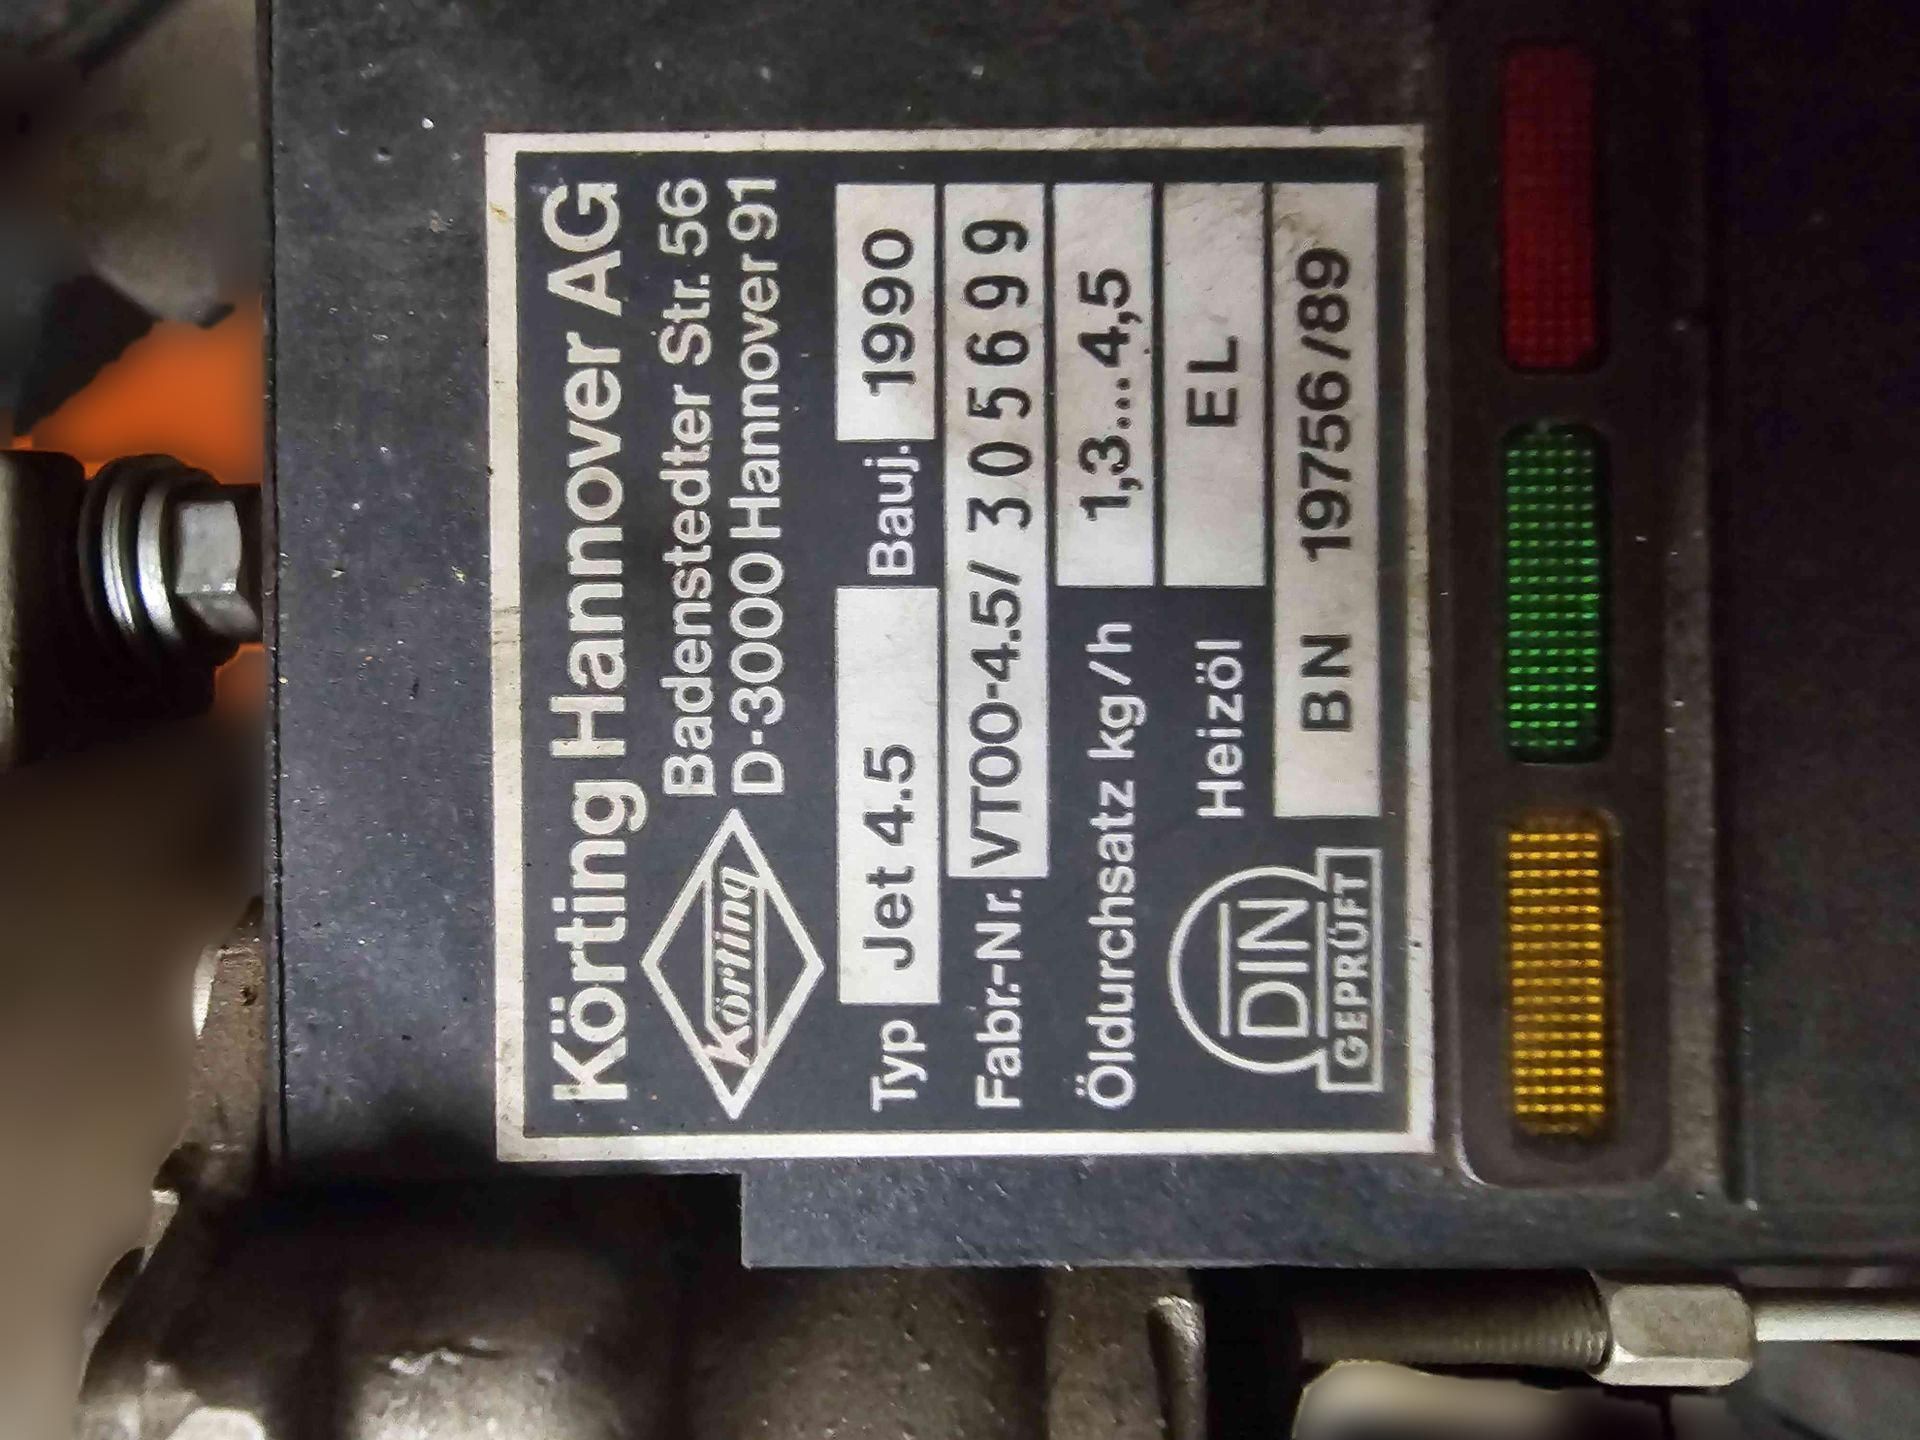 Körting Hannover AG
Körting
Badenstedter Str. 56
D-3000 Hannover 91
Typ Jet 4.5 Bauj. 1990
Fabr.-Nr. VT00-4.5/ 305699
Öldurchsatz kg/h 1,3....4,5
Heizöl EL
DIN
GEPRÜFT
BN 19756/89